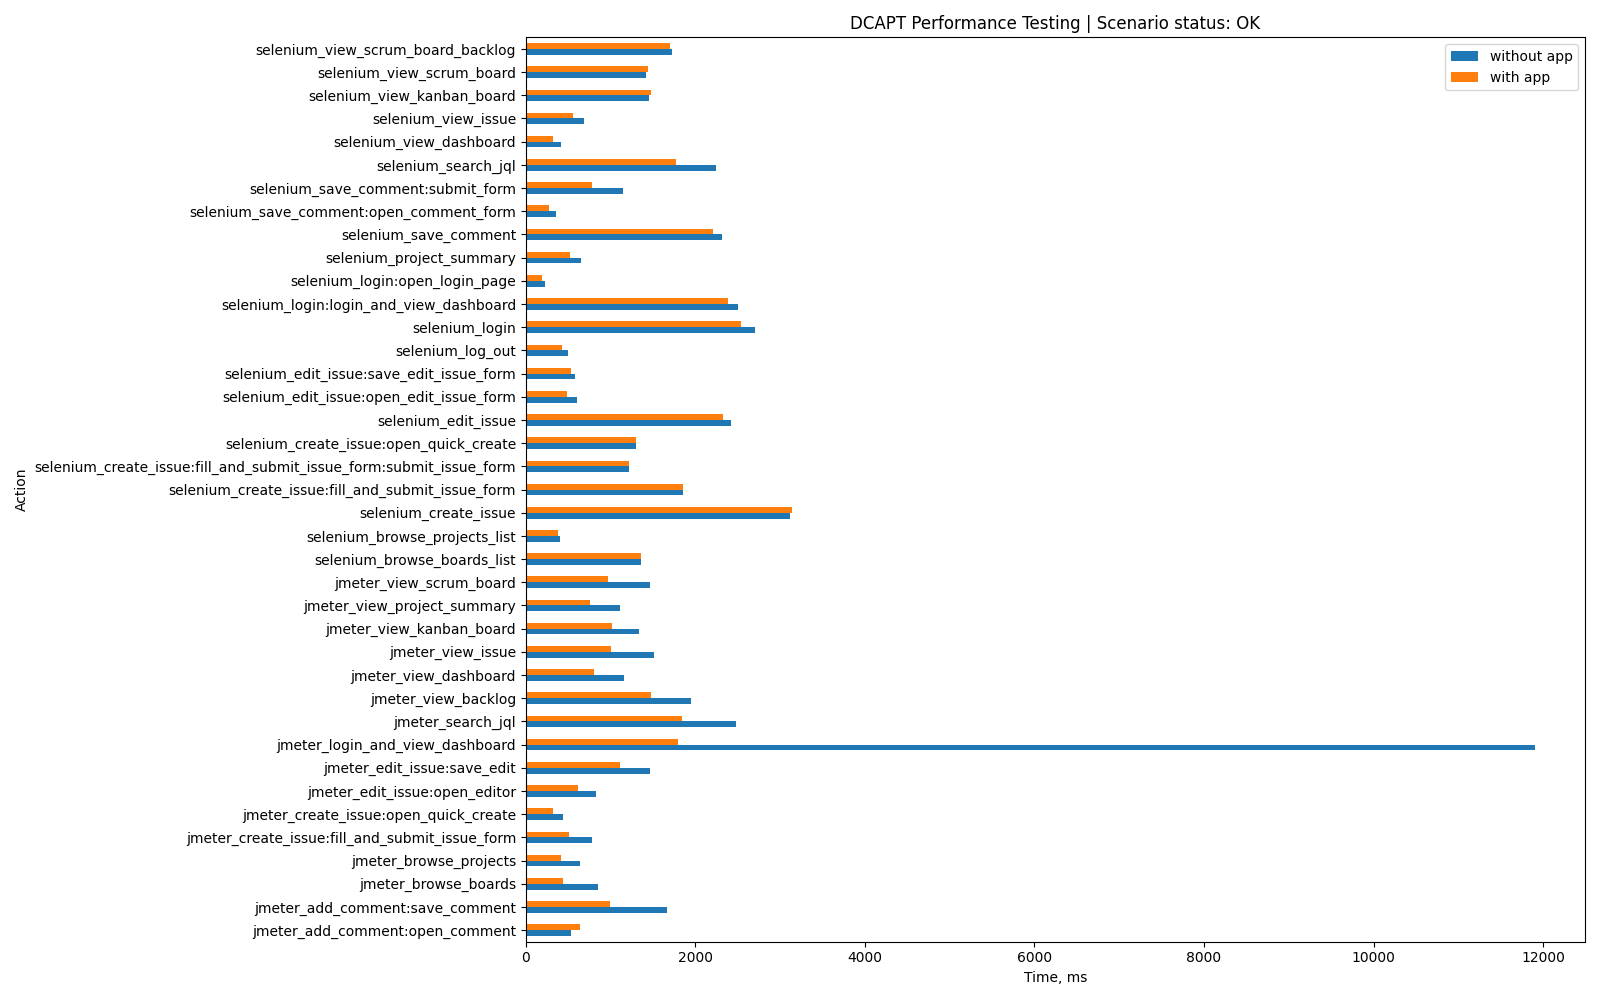 DCAPT Performance Testing | Scenario status: OK
without app
with app
selenium_view_scrum_board_backlog
selenium_view_scrum_board
selenium_view_kanban_board
selenium_view_issue
selenium_view_dashboard
selenium_search_jql
selenium_save_comment:submit_form
selenium_save_comment:open_comment_form
selenium_save_comment
selenium_project_summary
selenium_login:open_login_page
selenium_login:login_and_view_dashboard
selenium_login
selenium_log_out
selenium_edit_issue:save_edit_issue_form
selenium_edit_issue:open_edit_issue_form
selenium_edit_issue
selenium_create_issue:open_quick_create
selenium_create_issue:fill_and_submit_issue_form:submit_issue_form
selenium_create_issue:fill_and_submit_issue_form
selenium_create_issue
selenium_browse_projects_list
selenium_browse_boards_list
jmeter_view_scrum_board
jmeter_view_project_summary
jmeter_view_kanban_board
jmeter_view_issue
jmeter_view_dashboard
jmeter_view_backlog
jmeter_search_jql
jmeter_login_and_view_dashboard
jmeter_edit_issue:save_edit
jmeter_edit_issue:open_editor
jmeter_create_issue:open_quick_create
jmeter_create_issue:fill_and_submit_issue_form
jmeter_browse_projects
jmeter_browse_boards
jmeter_add_comment:save_comment
jmeter_add_comment:open_comment
Action
0 2000 4000 6000 8000 10000 12000
Time, ms